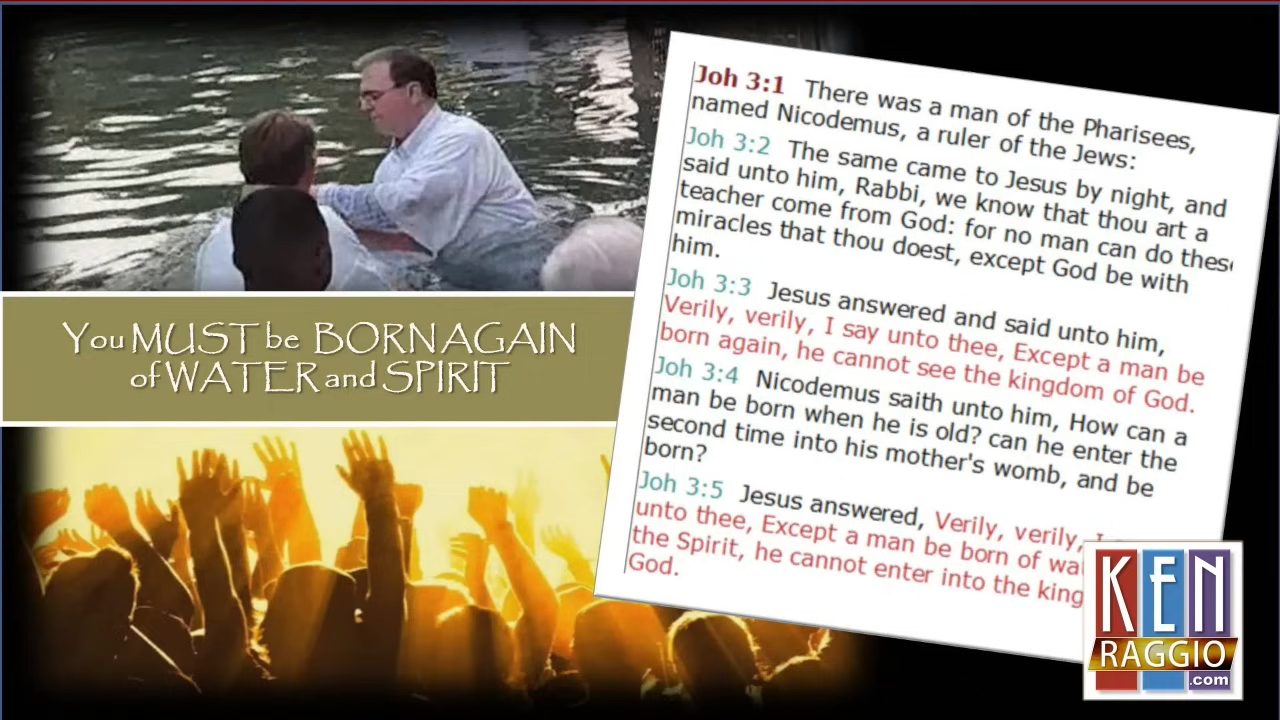 You MUST be BORN AGAIN
of WATER and SPIRIT
Joh 3:1 There was a man of the Pharisees,
named Nicodemus, a ruler of the Jews:
Joh 3:2 The same came to Jesus by night, and
said unto him, Rabbi, we know that thou art a
teacher come from God: for no man can do these
miracles that thou doest, except God be with
him.
Joh 3:3 Jesus answered and said unto him,
Verily, verily, I say unto thee, Except a man be
born again, he cannot see the kingdom of God.
Joh 3:4 Nicodemus saith unto him, How can a
man be born when he is old? can he enter the
second time into his mother's womb, and be
born?
Joh 3:5 Jesus answered, Verily, verily, I
unto thee, Except a man be born of
the Spirit, he cannot enter into the
God.
KEN
RAGGIO
.com